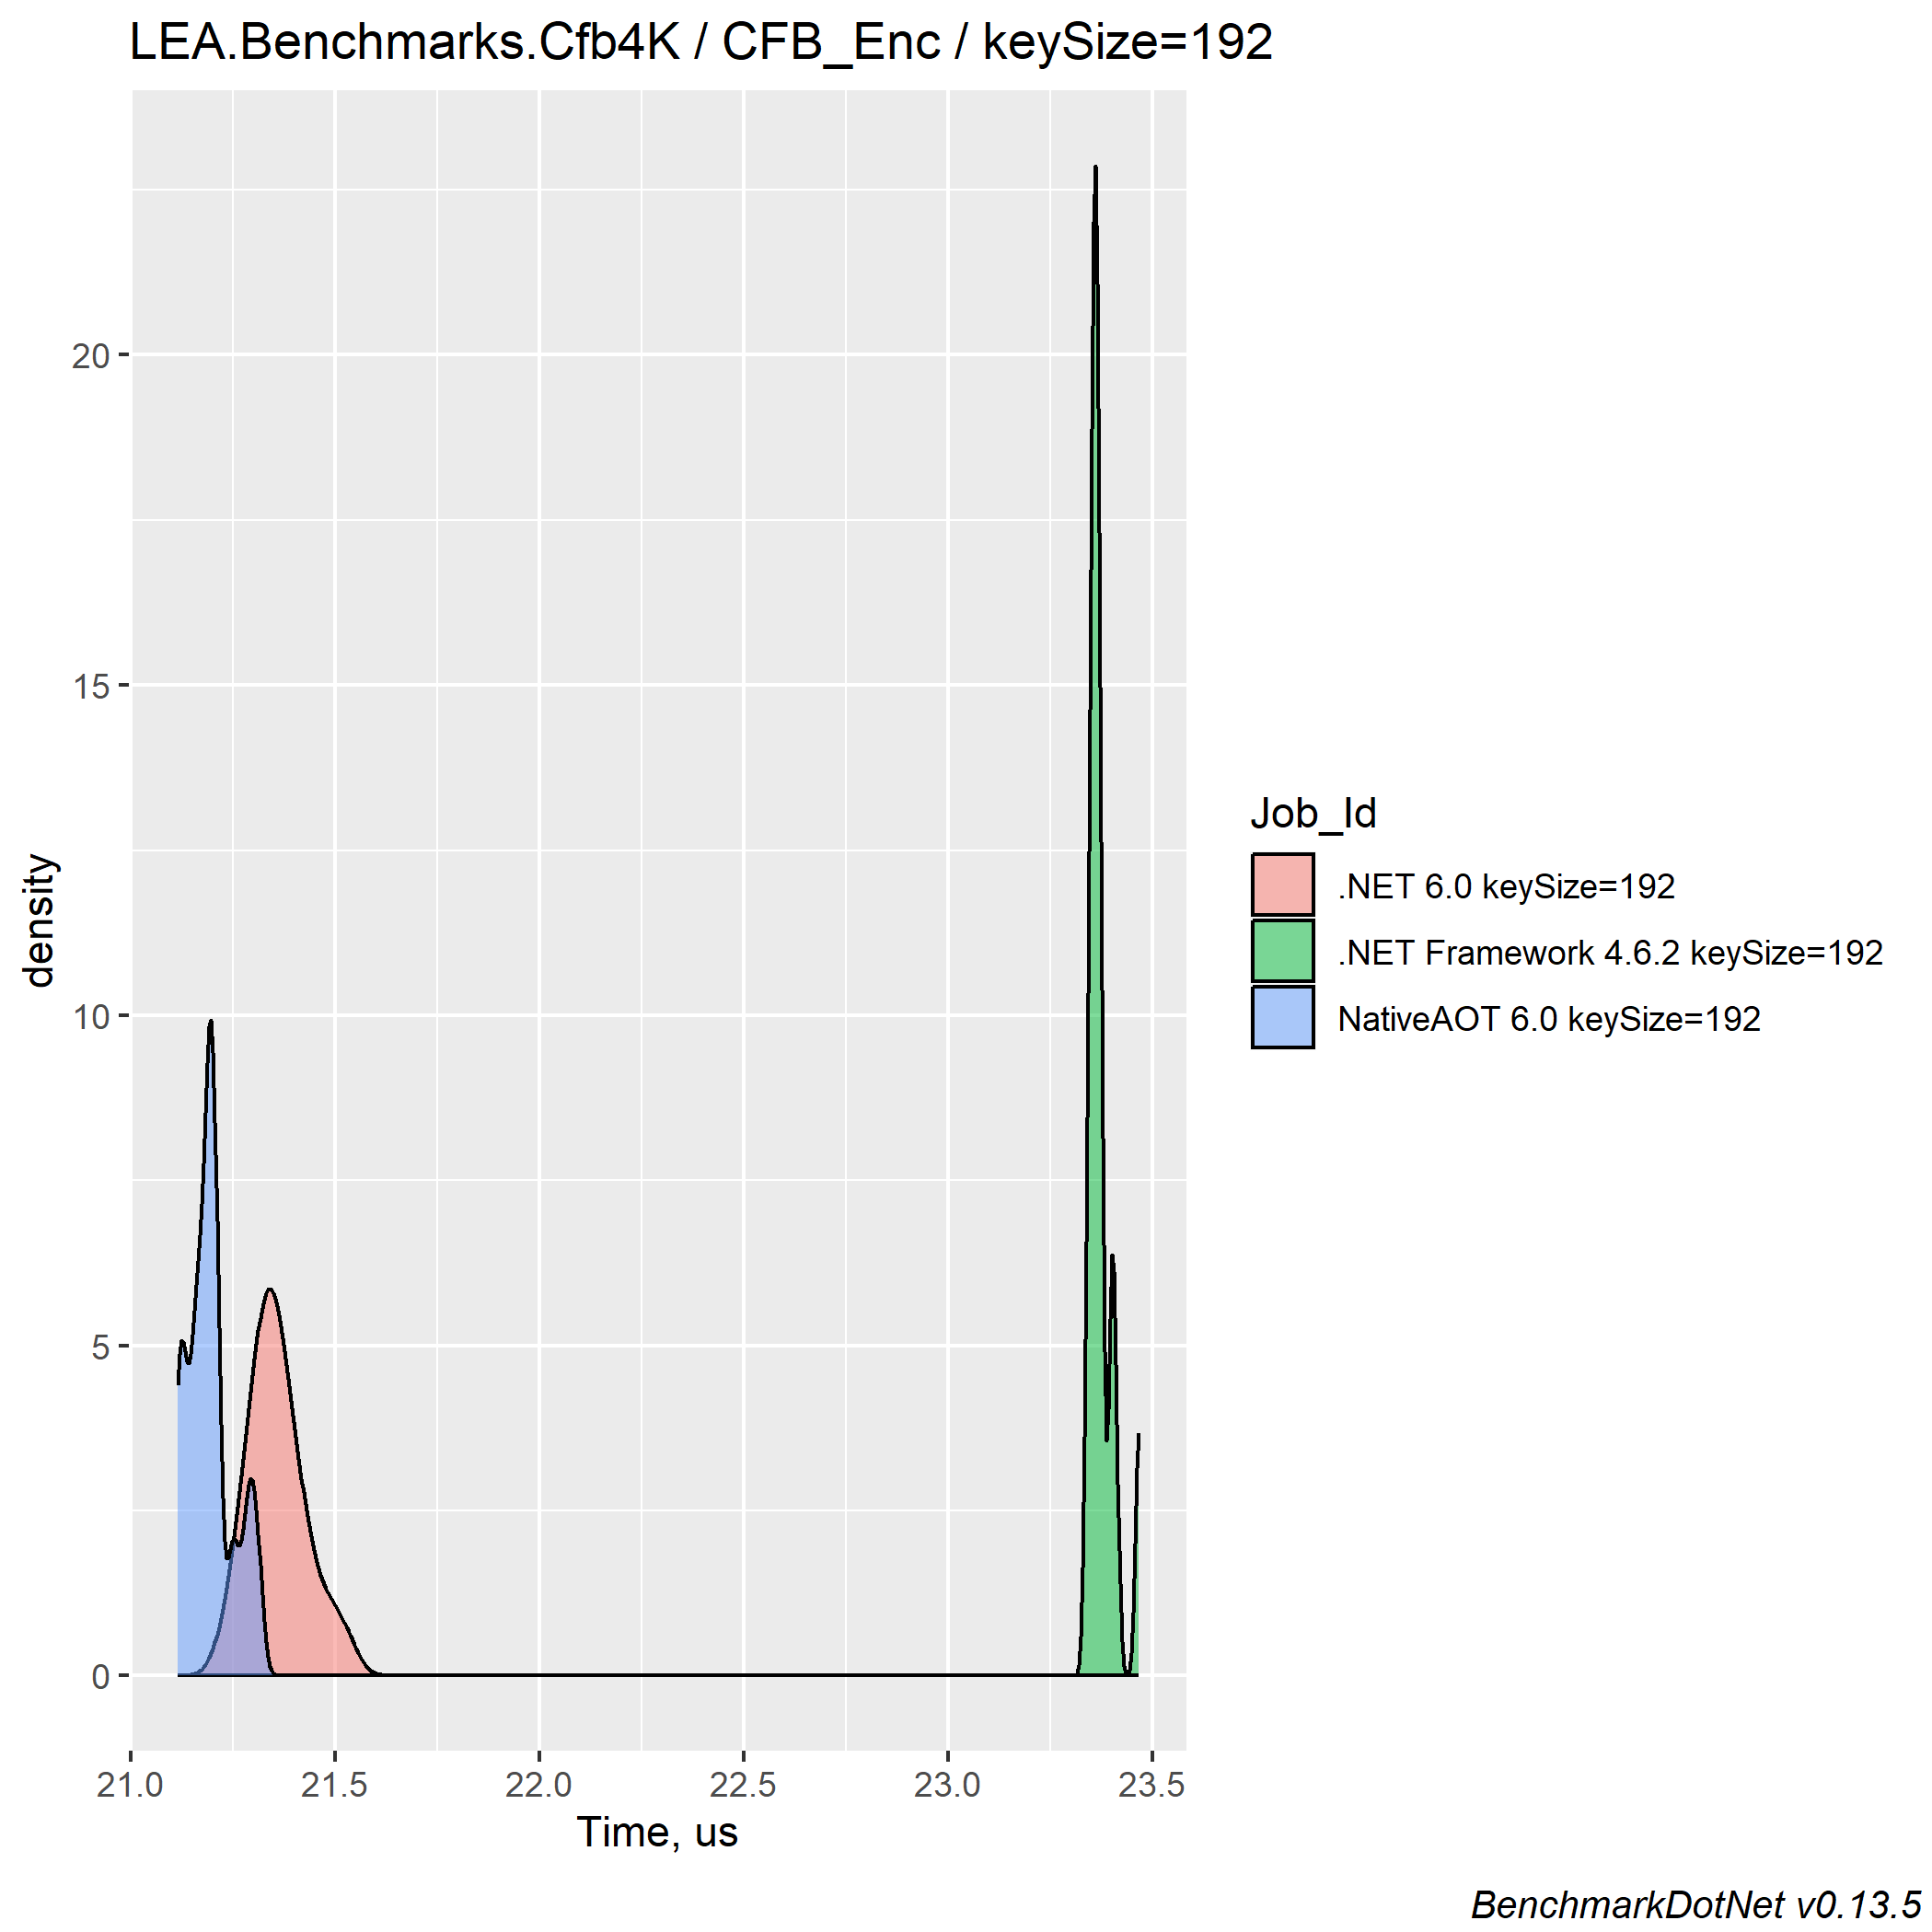 LEA.Benchmarks.Cfb4K / CFB_Enc / keySize=192
density
20
15
10
5
0
21.0 21.5 22.0 22.5 23.0 23.5
Time, us
Job_Id
.NET 6.0 keySize=192
.NET Framework 4.6.2 keySize=192
NativeAOT 6.0 keySize=192
BenchmarkDotNet v0.13.5